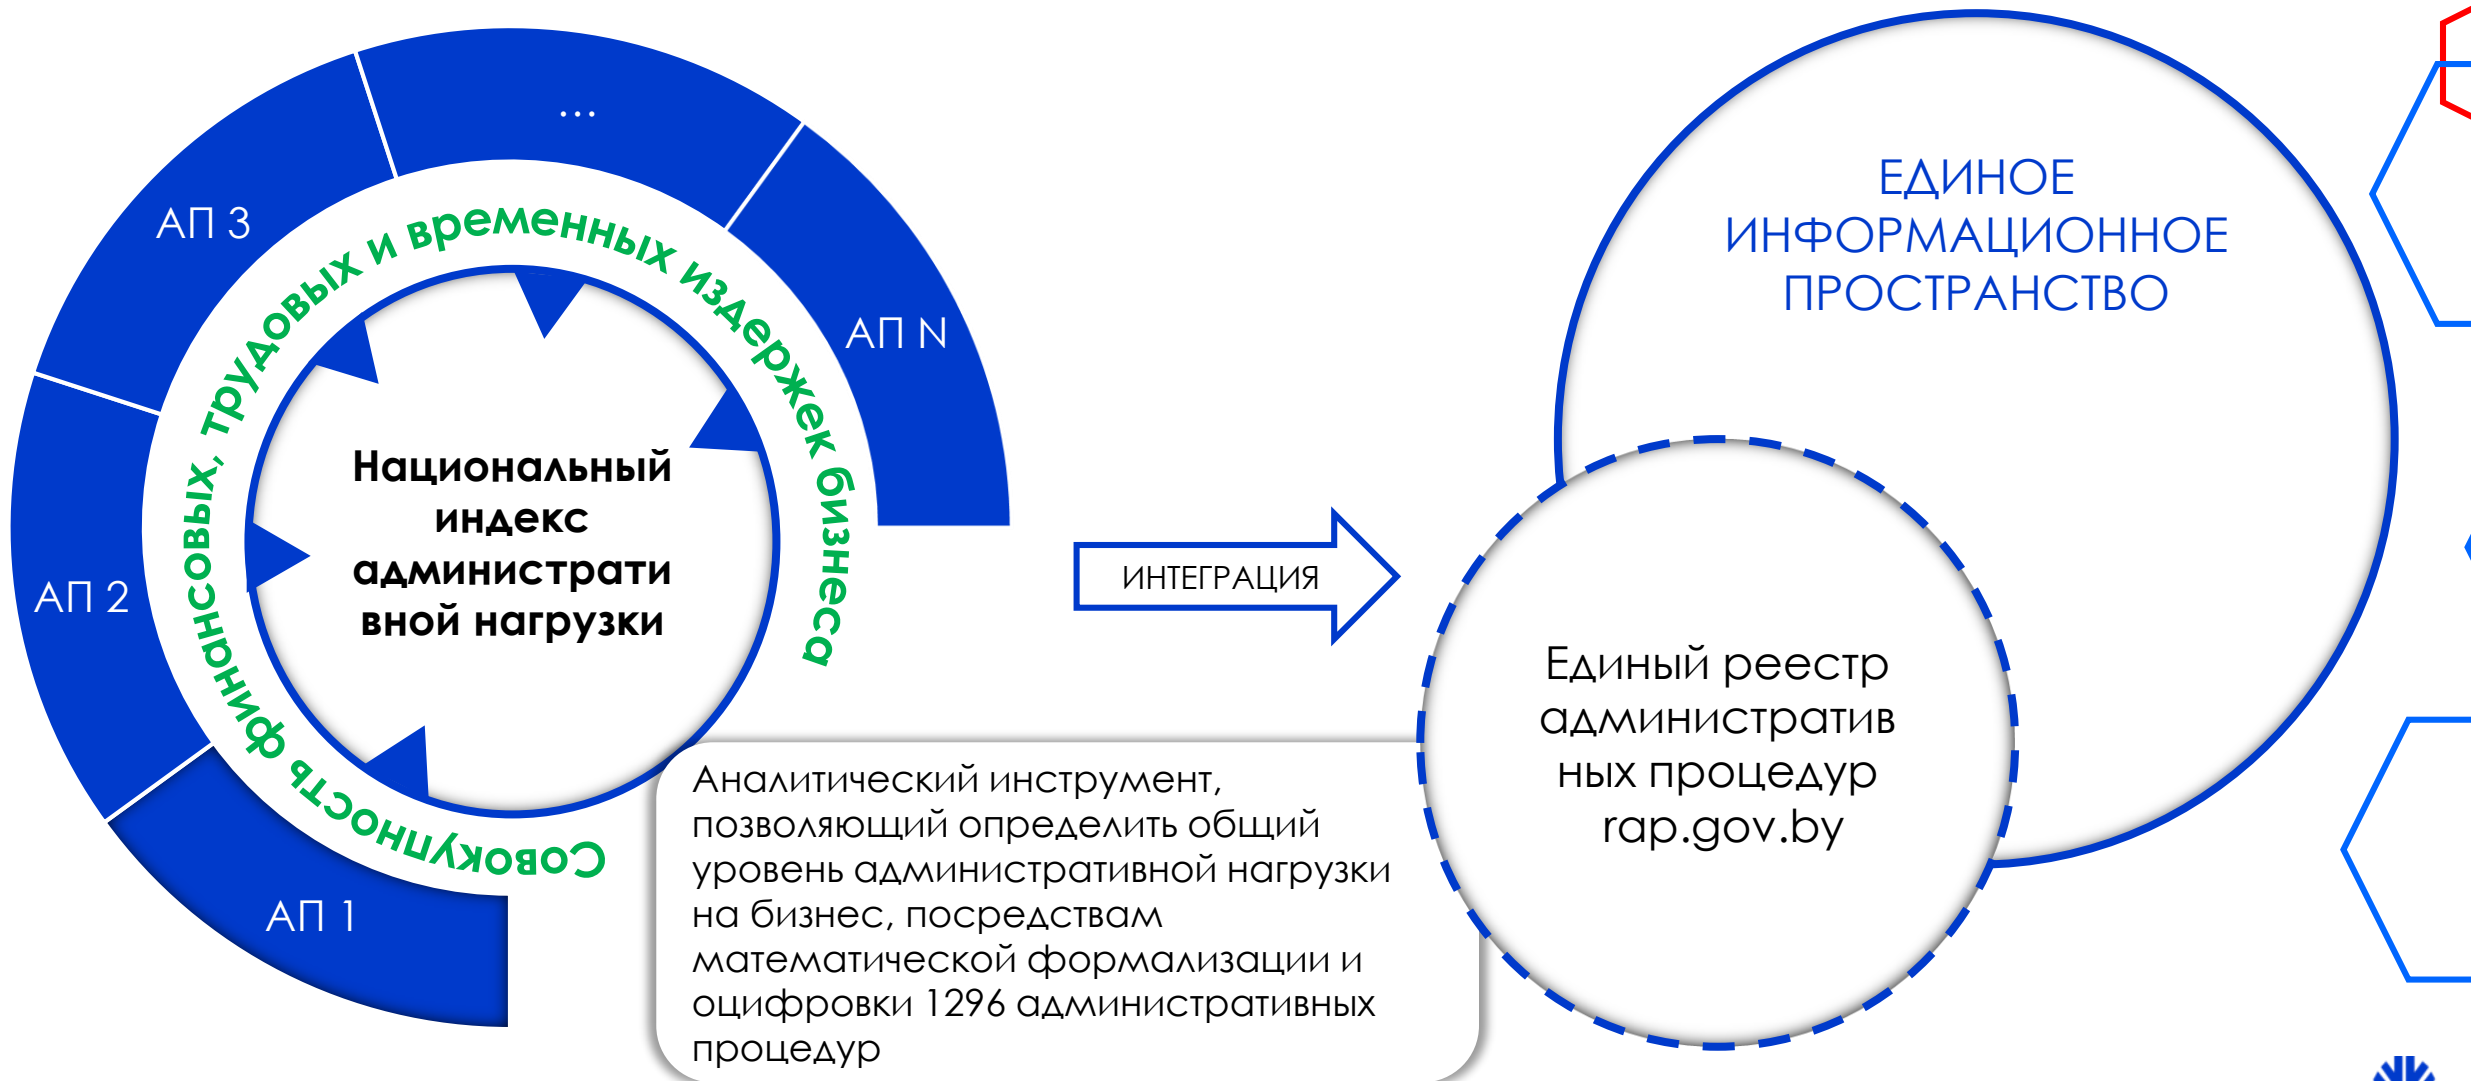 АП 1
АП 2
АП 3
...
АП N
Совокупность финансовых, трудовых и временных издержек бизнеса
Национальный
индекс
администрати
вной нагрузки
ИНТЕГРАЦИЯ
Аналитический инструмент,
позволяющий определить общий
уровень административной нагрузки
на бизнес, посредствам
математической формализации и
оцифровки 1296 административных
процедур
ЕДИНОЕ
ИНФОРМАЦИОННОЕ
ПРОСТРАНСТВО
Единый реестр
административ
ных процедур
rap.gov.by